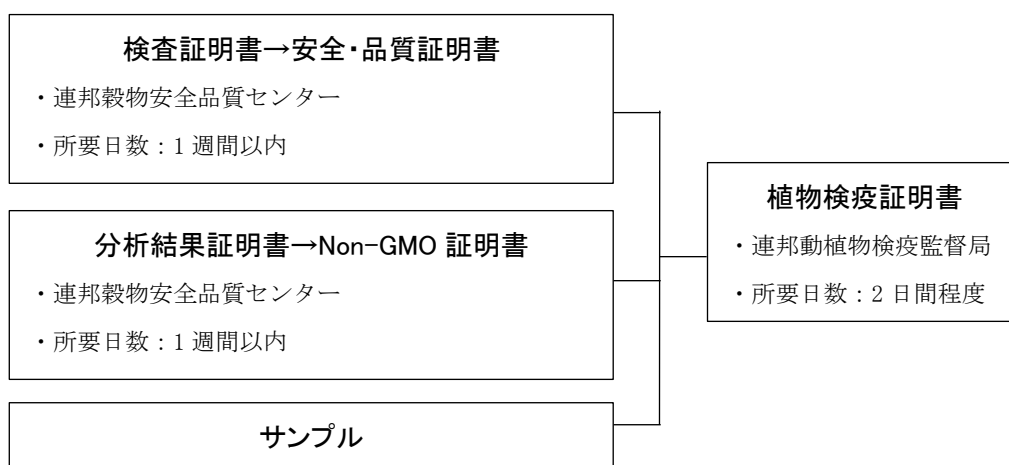 検査証明書→安全・品質証明書
・連邦穀物安全品質センター
・所要日数：1 週間以内
分析結果証明書→Non-GMO 証明書
・連邦穀物安全品質センター
・所要日数：1 週間以内
サンプル
植物検疫証明書
・連邦動植物検疫監督局
・所要日数：2 日間程度